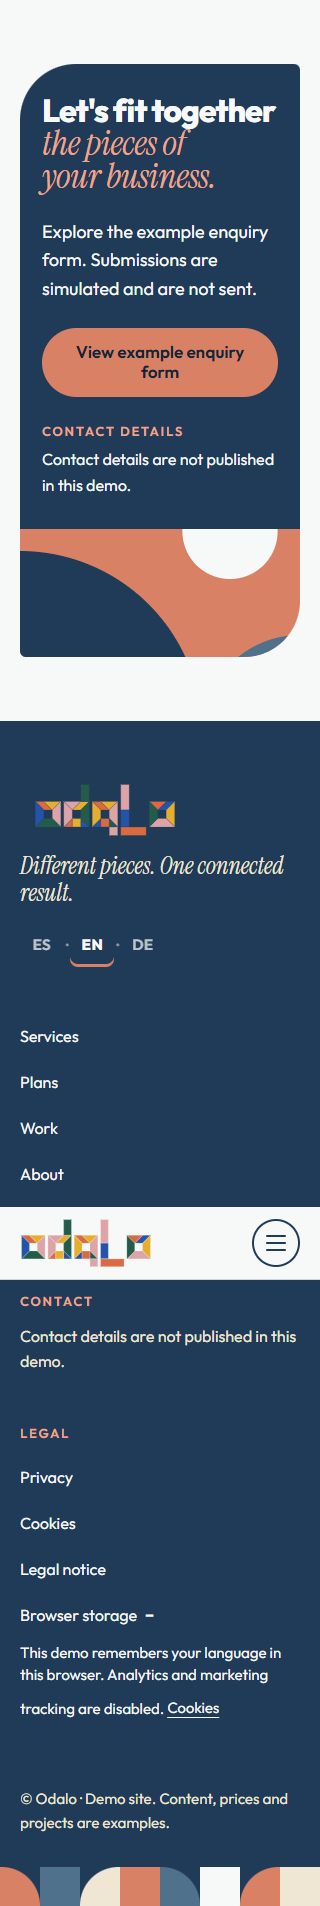 Let's fit together
the pieces of
your business.
Explore the example enquiry
form. Submissions are
simulated and are not sent.
View example enquiry
form
CONTACT DETAILS
Contact details are not published
in this demo.
odalo
Different pieces. One connected
result.
ES · EN · DE
Services
Plans
Work
About
odalo
CONTACT
Contact details are not published in this
demo.
LEGAL
Privacy
Cookies
Legal notice
Browser storage –
This demo remembers your language in
this browser. Analytics and marketing
tracking are disabled. Cookies
© Odalo · Demo site. Content, prices and
projects are examples.